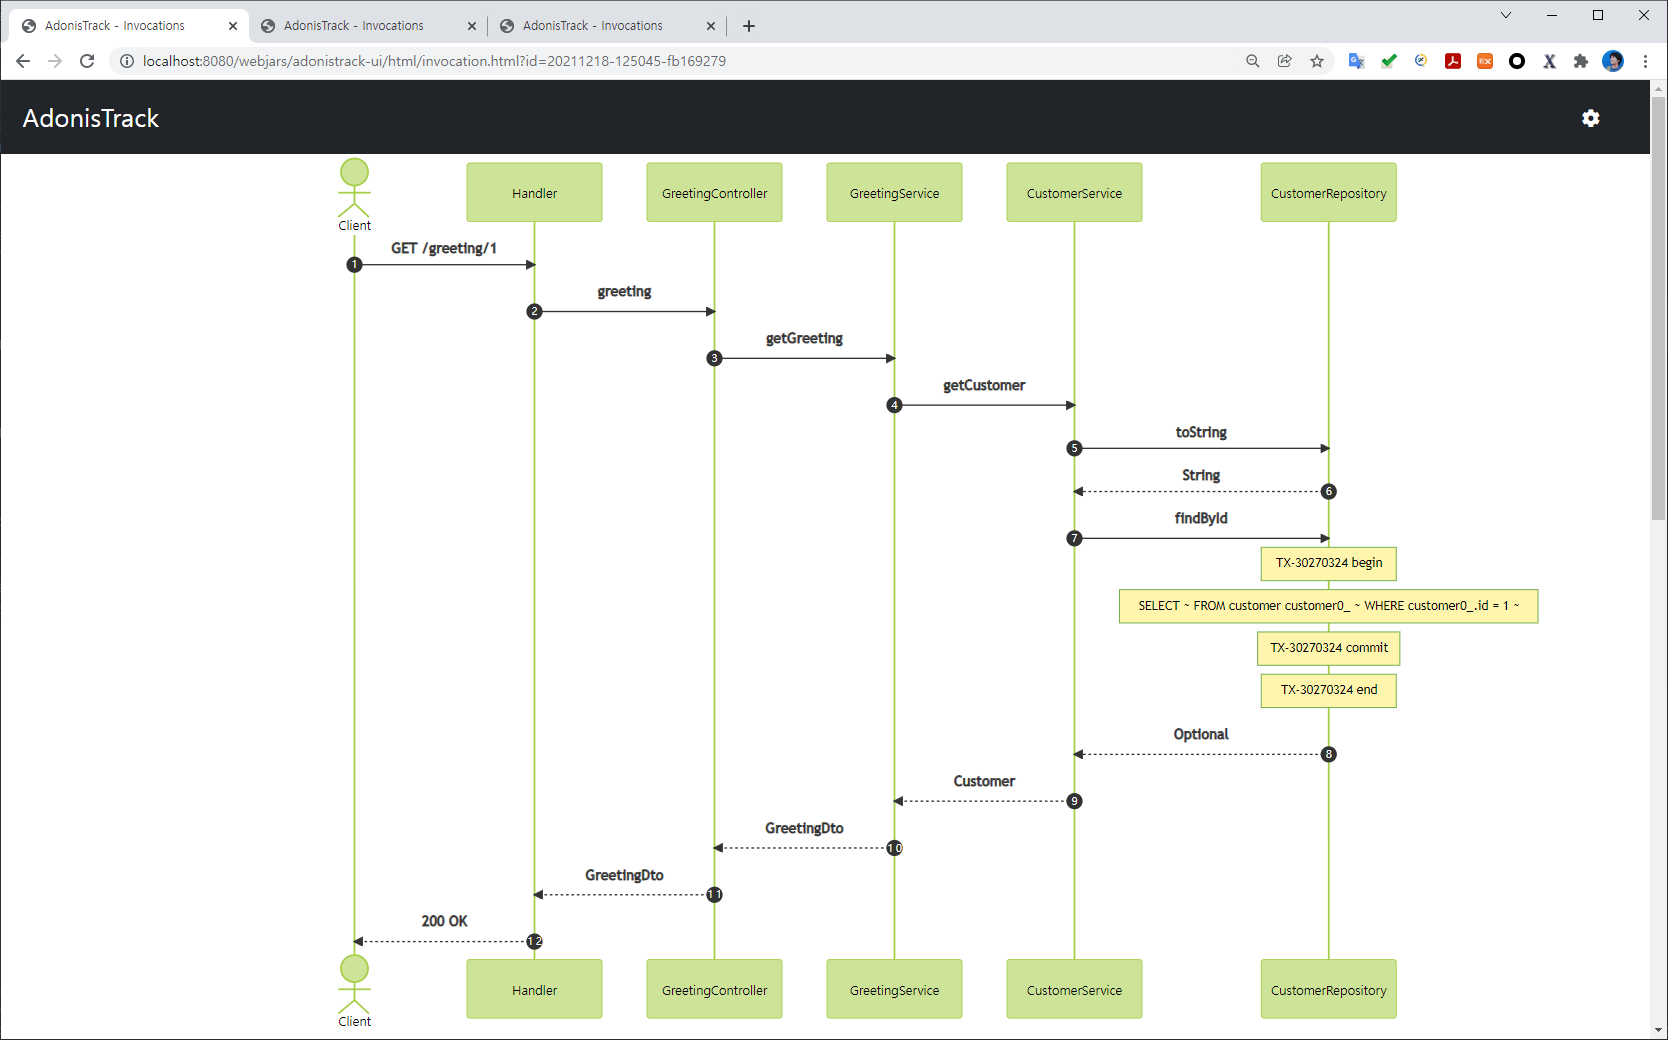 AdonisTrack - Invocations
AdonisTrack - Invocations
AdonisTrack - Invocations
localhost:8080/webjars/adonistrack-ui/html/invocation.html?id=20211218-125045-fb169279
EX
X
AdonisTrack
Client
Handler
GreetingController
GreetingService
CustomerService
CustomerRepository
GET /greeting/1
1
greeting
2
getGreeting
3
getCustomer
4
toString
5
String
6
findById
7
TX-30270324 begin
SELECT ~ FROM customer customer0_ ~ WHERE customer0_.id = 1 ~
TX-30270324 commit
TX-30270324 end
Optional
8
Customer
9
GreetingDto
10
GreetingDto
11
200 OK
12
Client
Handler
GreetingController
GreetingService
CustomerService
CustomerRepository